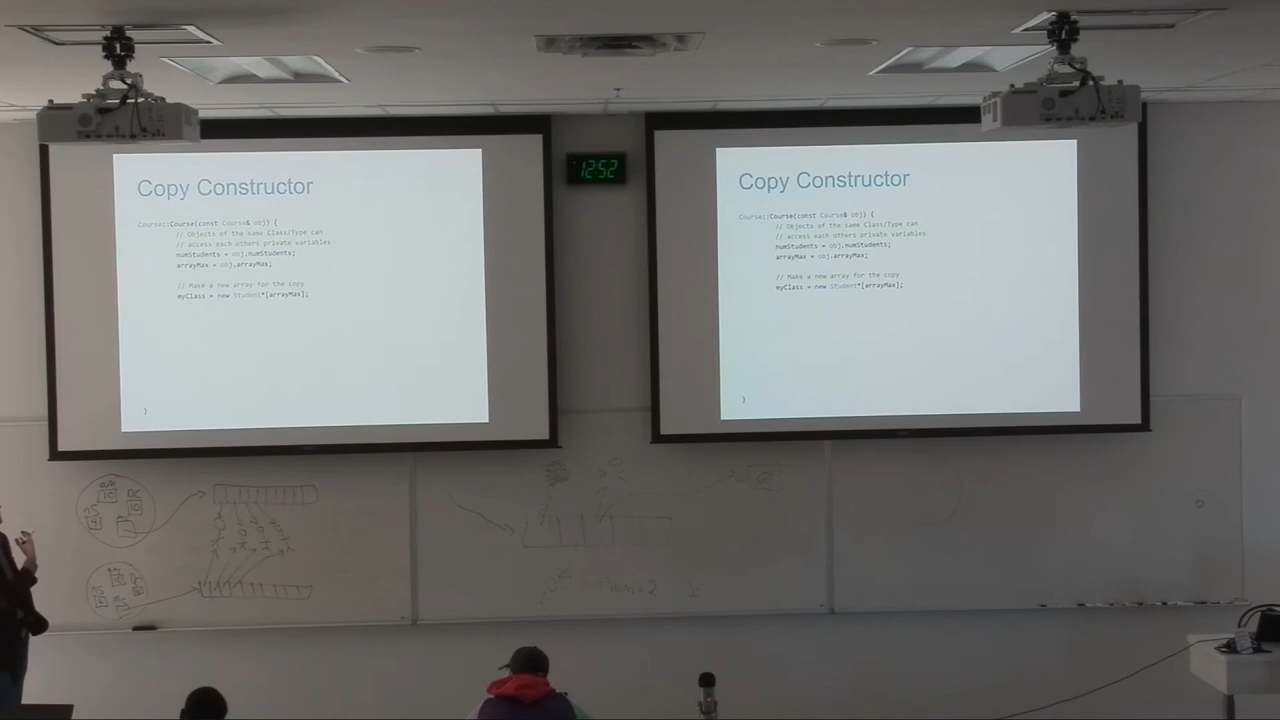 Copy Constructor
Course::Course(const Course& obj) {
// Objects of the same Class/Type can
// access each others private variables
numStudents = obj.numStudents;
arrayMax = obj.arrayMax;
// Make a new array for the copy
myClass = new Student*[arrayMax];
}
12:52
Copy Constructor
Course::Course(const Course& obj) {
// Objects of the same Class/Type can
// access each others private variables
numStudents = obj.numStudents;
arrayMax = obj.arrayMax;
// Make a new array for the copy
myClass = new Student*[arrayMax];
}